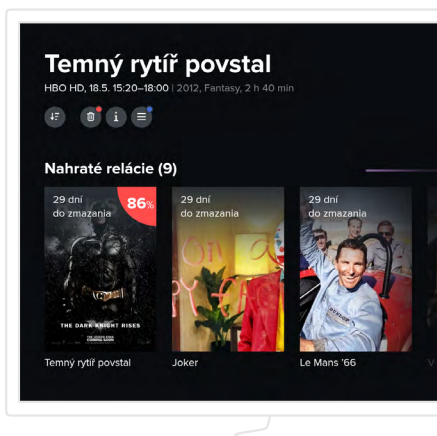 Temný rytíř povstal
HBO HD, 18.5. 15:20–18:00 | 2012, Fantasy, 2 h 40 min
Nahraté relácie (9)
29 dní
do zmazania
86%
29 dní
do zmazania
29 dní
do zmazania
THE DARK KNIGHT RISES
DUNLOP
Temný rytíř povstal
Joker
Le Mans '66
V